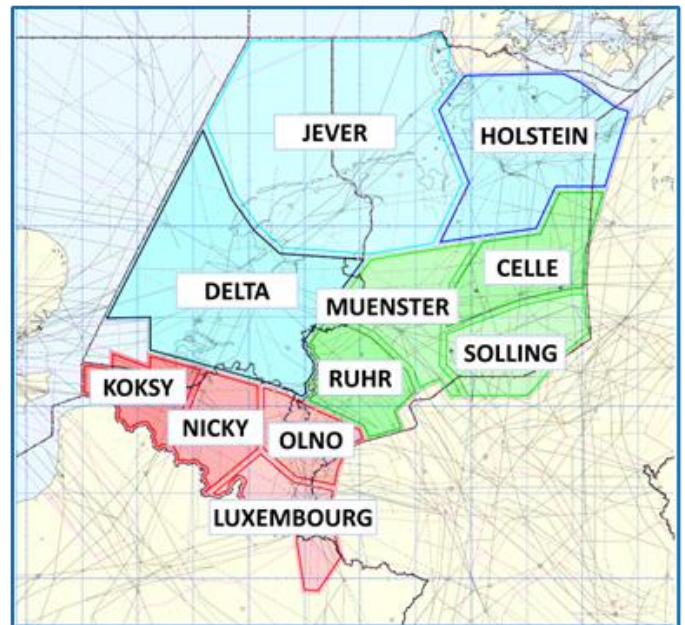 JEVER
HOLSTEIN
CELLE
DELTA
MUENSTER
SOLLING
RUHR
KOKSY
NICKY
OLNO
LUXEMBOURG